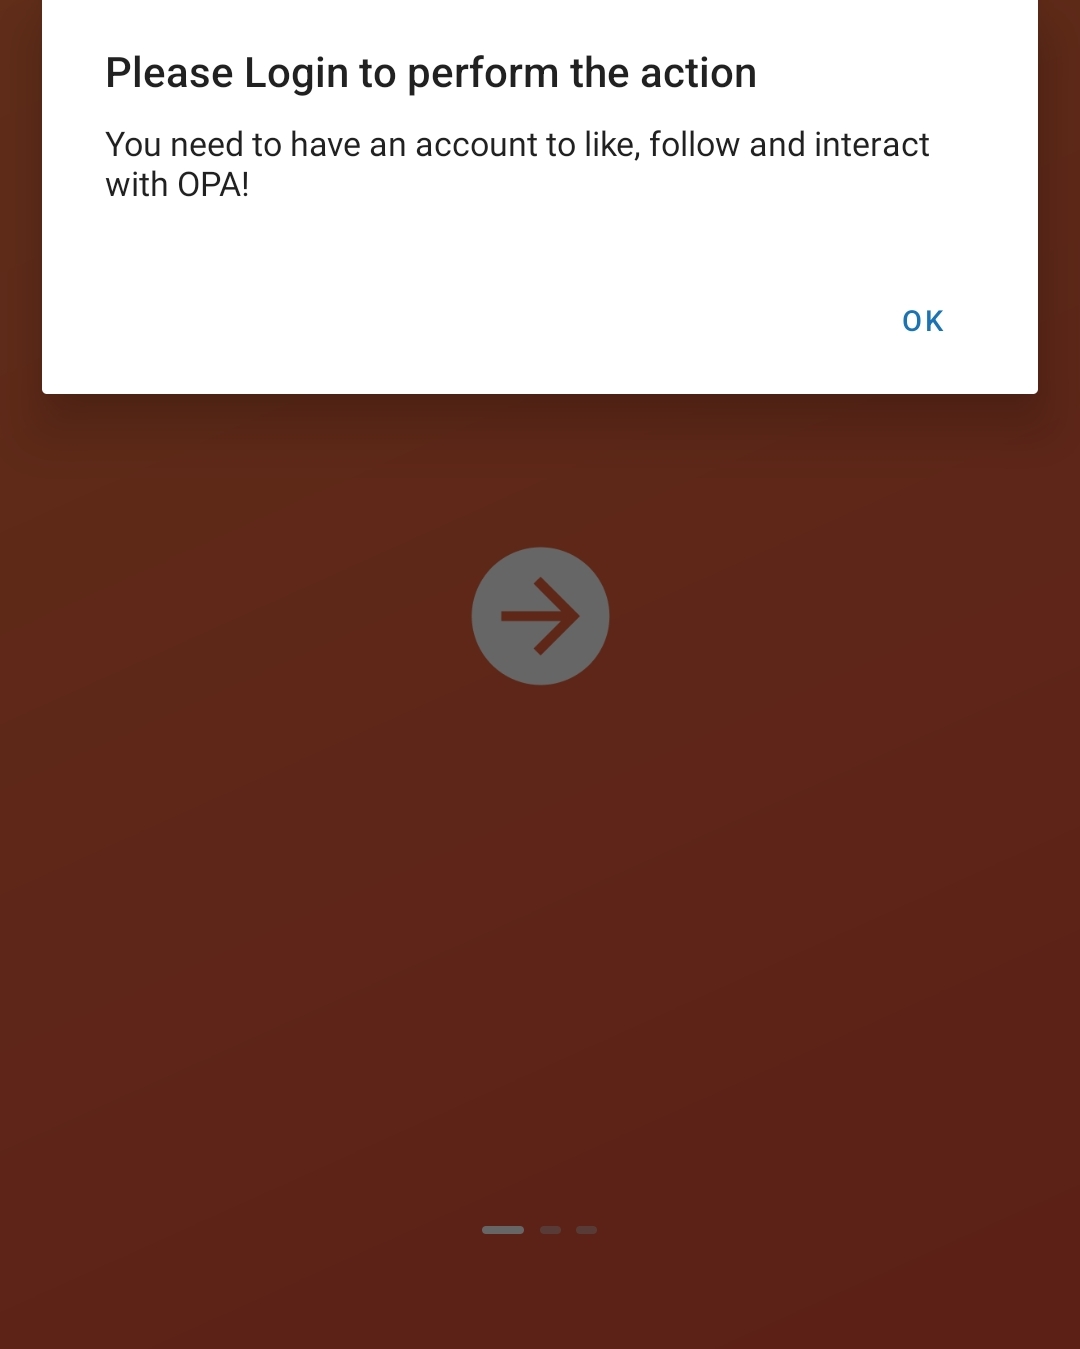 Please Login to perform the action
You need to have an account to like, follow and interact
with OPA!
OK